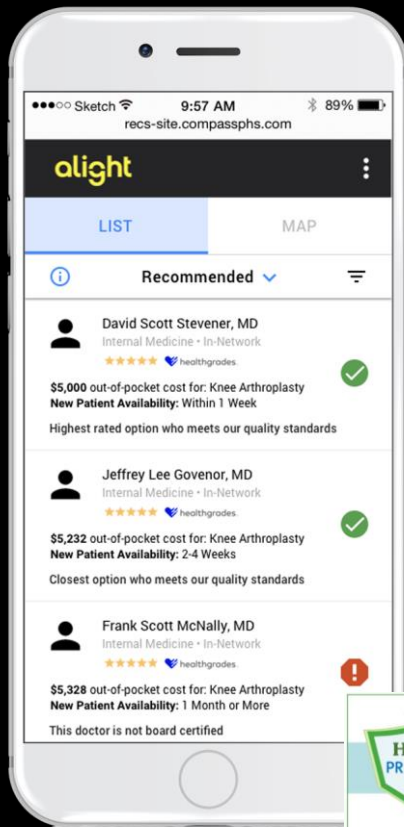 Sketch 9:57 AM 89%
recs-site.compassphs.com
alight
LIST MAP
Recommended
David Scott Stevener, MD
Internal Medicine • In-Network
healthgrades
$5,000 out-of-pocket cost for: Knee Arthroplasty
New Patient Availability: Within 1 Week
Highest rated option who meets our quality standards
Jeffrey Lee Govenor, MD
Internal Medicine • In-Network
healthgrades
$5,232 out-of-pocket cost for: Knee Arthroplasty
New Patient Availability: 2-4 Weeks
Closest option who meets our quality standards
Frank Scott McNally, MD
Internal Medicine • In-Network
healthgrades
$5,328 out-of-pocket cost for: Knee Arthroplasty
New Patient Availability: 1 Month or More
This doctor is not board certified